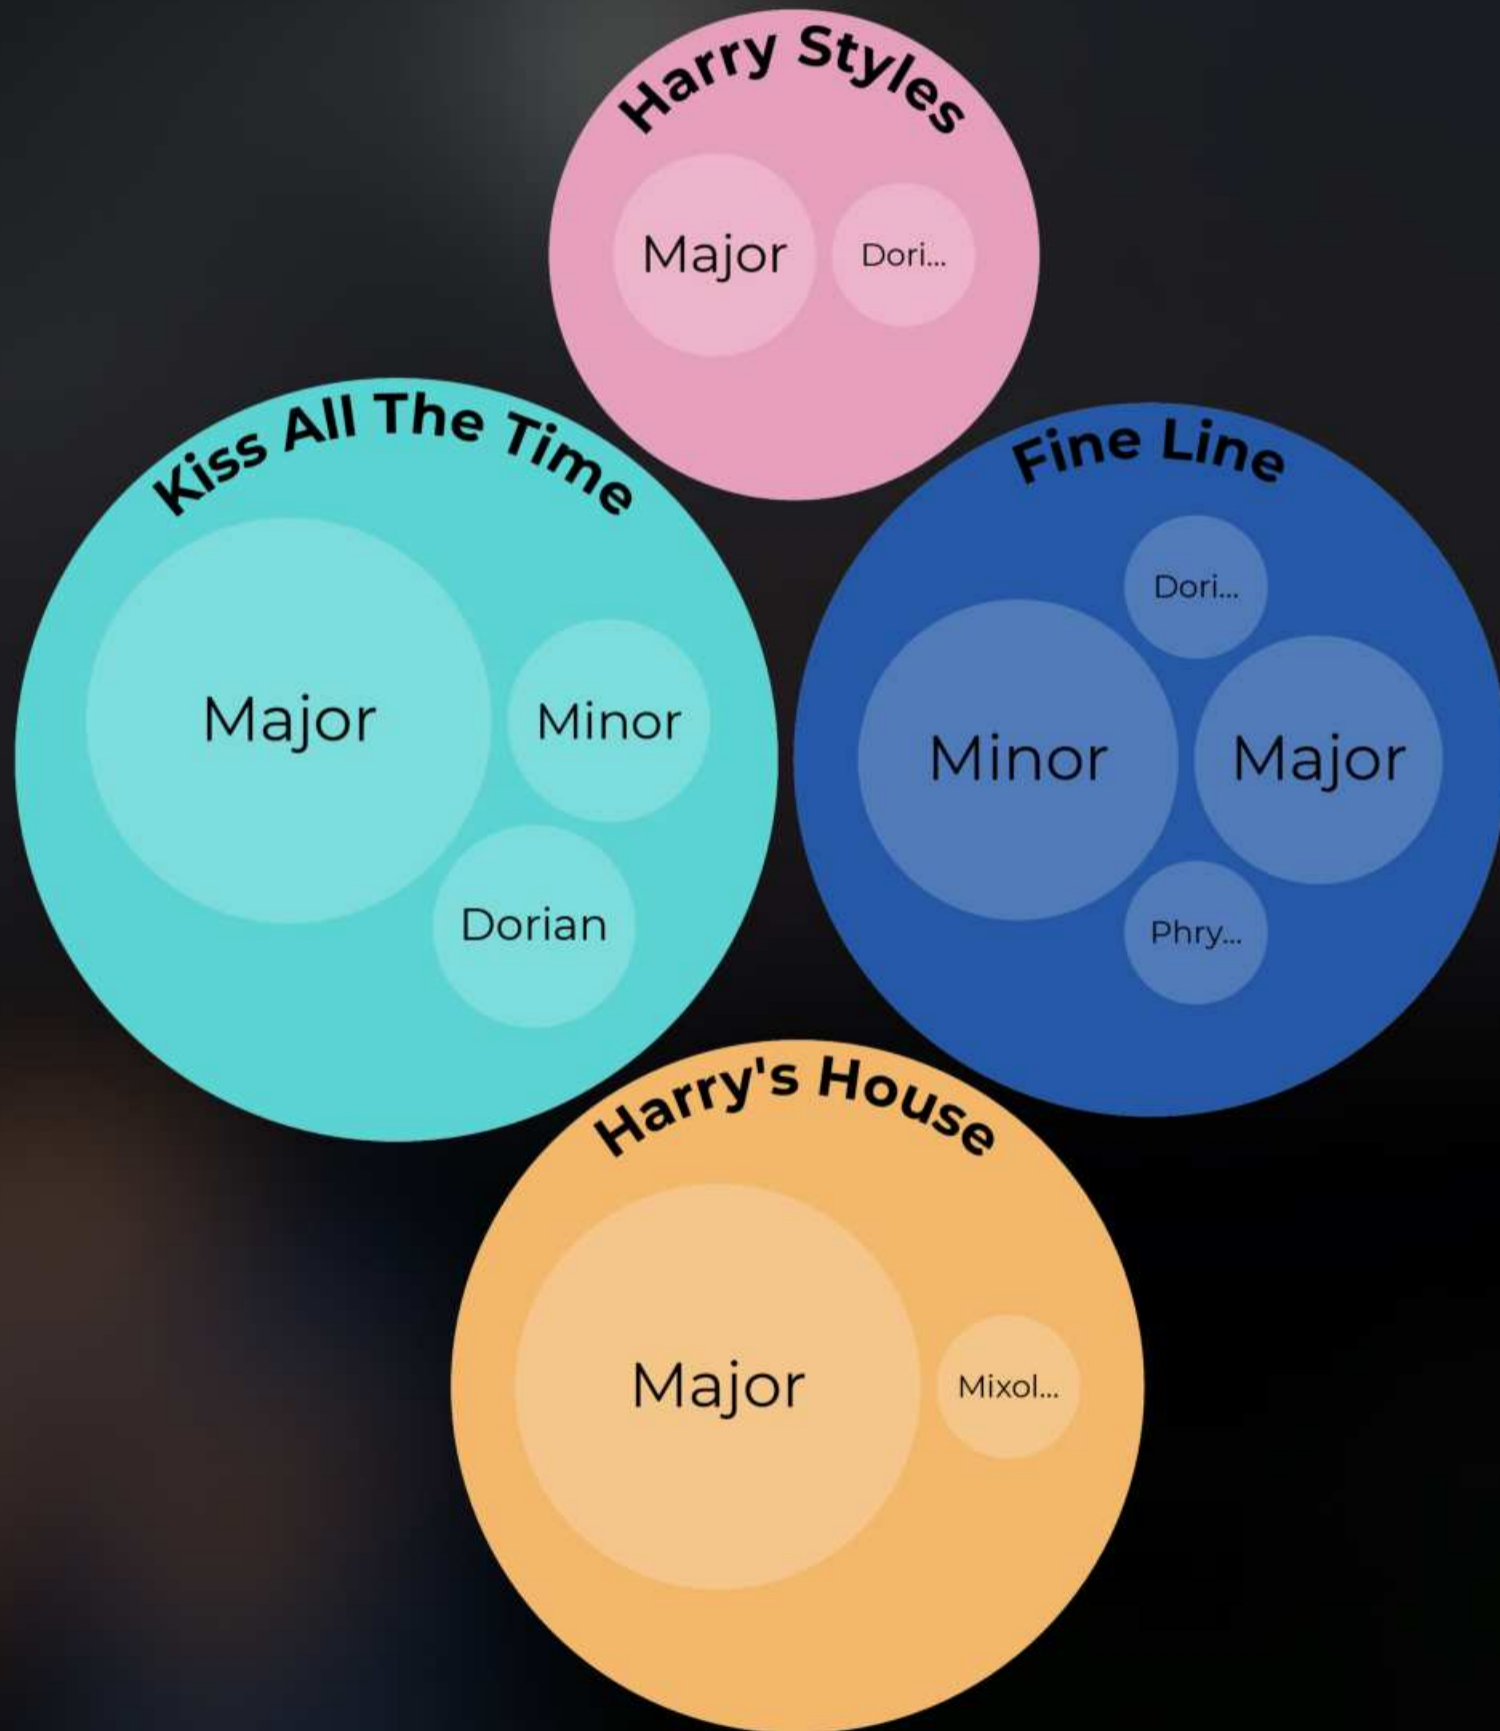 Harry Styles
Major
Dori...
Kiss All The Time
Major
Minor
Dorian
Fine Line
Dori...
Minor
Major
Phry...
Harry's House
Major
Mixol...